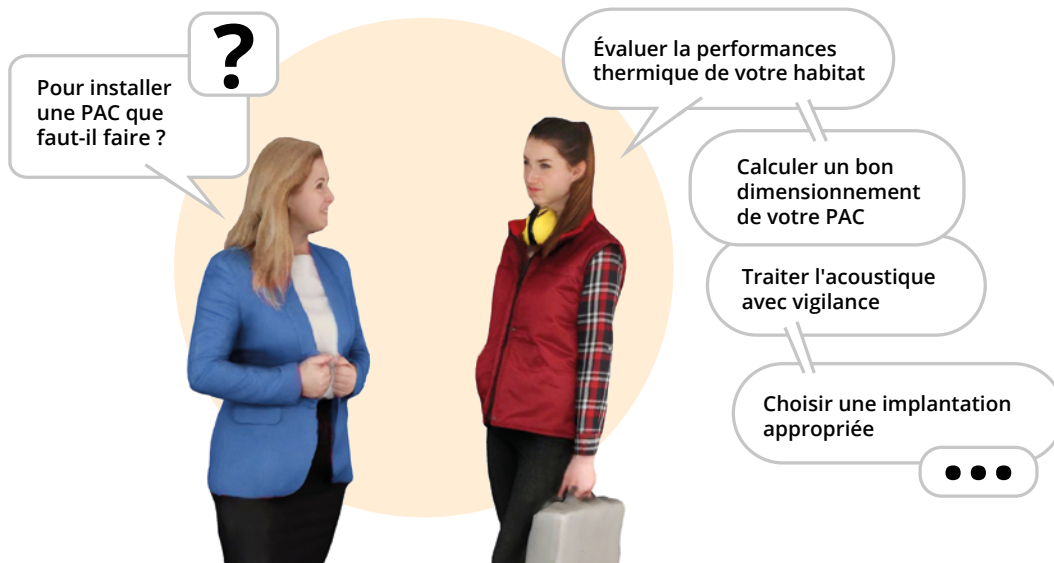 ?
Pour installer
une PAC que
faut-il faire ?
Évaluer la performances
thermique de votre habitat
Calculer un bon
dimensionnement
de votre PAC
Traiter l'acoustique
avec vigilance
Choisir une implantation
appropriée
...